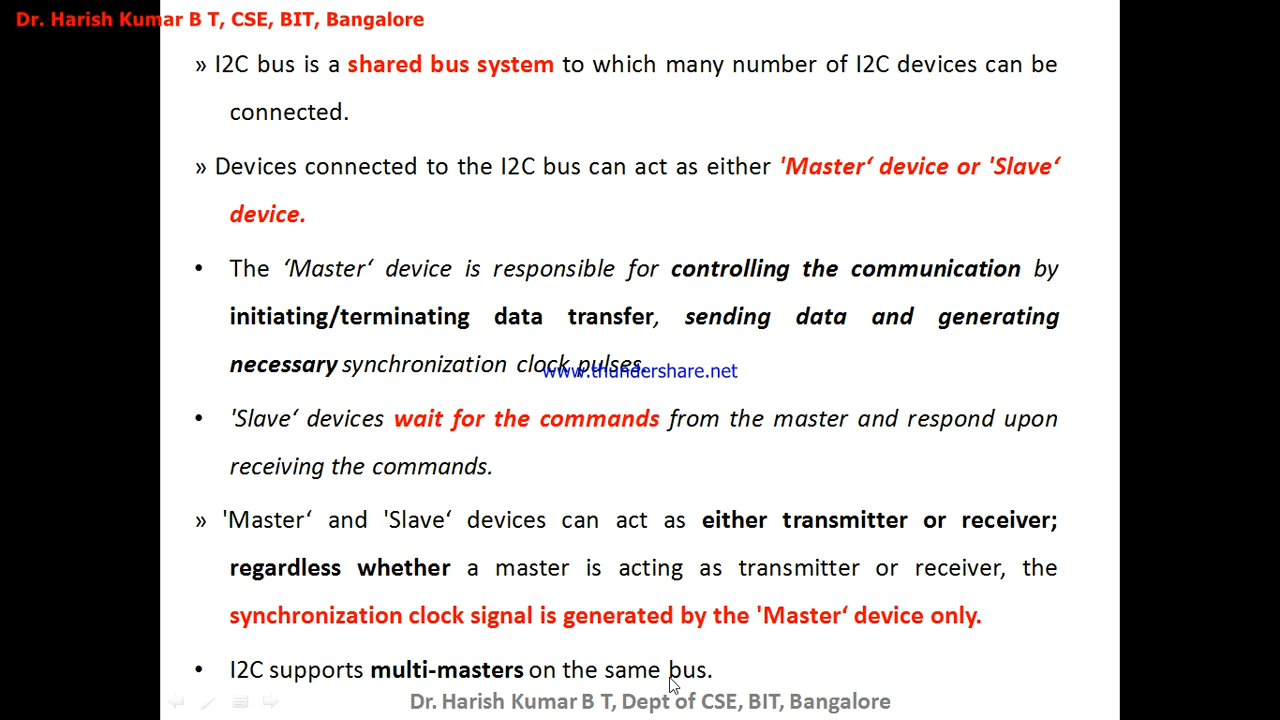 Dr. Harish Kumar B T, CSE, BIT, Bangalore
» I2C bus is a shared bus system to which many number of I2C devices can be
connected.
» Devices connected to the I2C bus can act as either 'Master‘ device or 'Slave‘
device.
• The ‘Master‘ device is responsible for controlling the communication by
initiating/terminating data transfer, sending data and generating
necessary synchronization clock pulses.
www.thundershare.net
• 'Slave‘ devices wait for the commands from the master and respond upon
receiving the commands.
» 'Master‘ and 'Slave‘ devices can act as either transmitter or receiver;
regardless whether a master is acting as transmitter or receiver, the
synchronization clock signal is generated by the 'Master‘ device only.
• I2C supports multi-masters on the same bus.
Dr. Harish Kumar B T, Dept of CSE, BIT, Bangalore